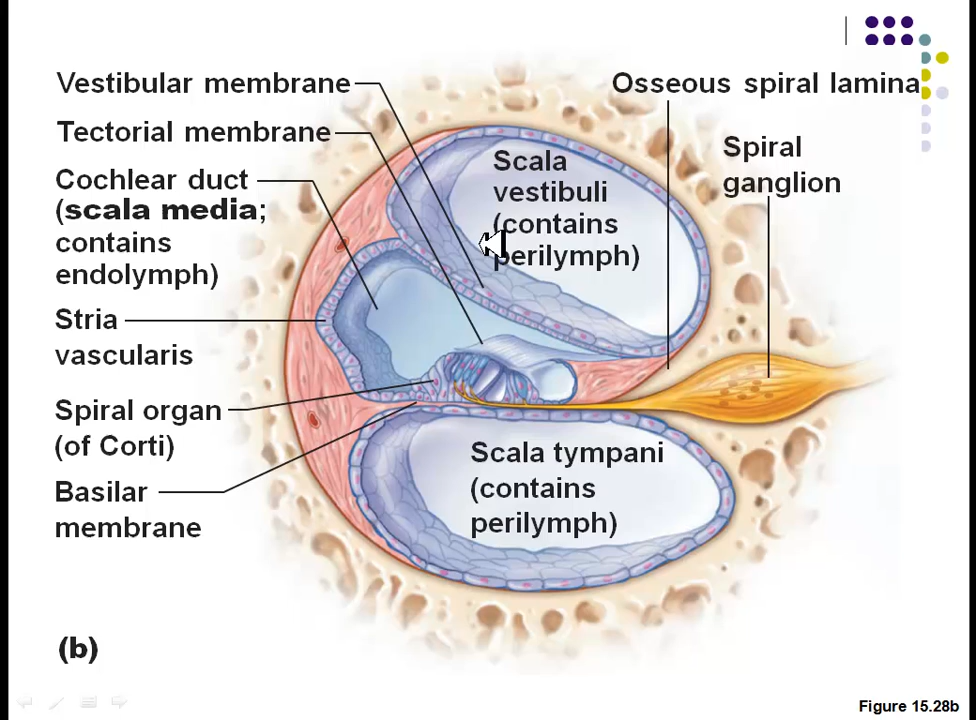 Vestibular membrane
Tectorial membrane
Cochlear duct
(scala media;
contains
endolymph)
Stria
vascularis
Spiral organ
(of Corti)
Basilar
membrane
Scala
vestibuli
(contains
perilymph)
Osseous spiral lamina
Spiral
ganglion
Scala tympani
(contains
perilymph)
(b)
Figure 15.28b